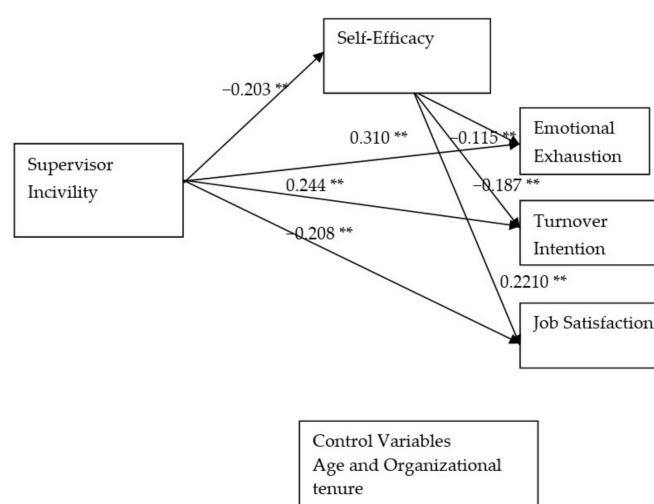 Self-Efficacy
−0.203 **
0.310 **
−0.115 **
Emotional
Exhaustion
Supervisor
Incivility
0.244 **
−0.187 **
Turnover
Intention
−0.208 **
0.2210 **
Job Satisfaction
Control Variables
Age and Organizational
tenure